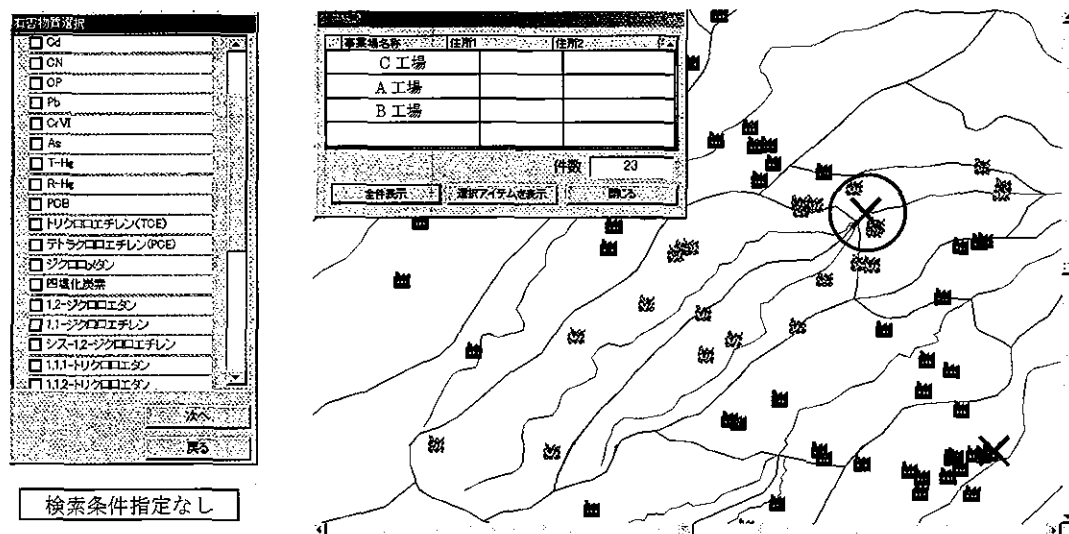 有害物質選択
Cd
CN
OP
Pb
CrVI
As
T-Hg
R-Hg
PCB
トリクロロエチレン(TCE)
テトラクロロエチレン(PCE)
ジクロロメタン
四塩化炭素
1,2-ジクロロエタン
1,1-ジクロロエチレン
シス-1,2-ジクロロエチレン
1,1,1-トリクロロエタン
1,1,2-トリクロロエタン
次へ
戻る
検索条件指定なし
事業場名称 住所1 住所2
C 工場
A 工場
B 工場
件数 23
全件表示 選択アイテムを表示 閉じる